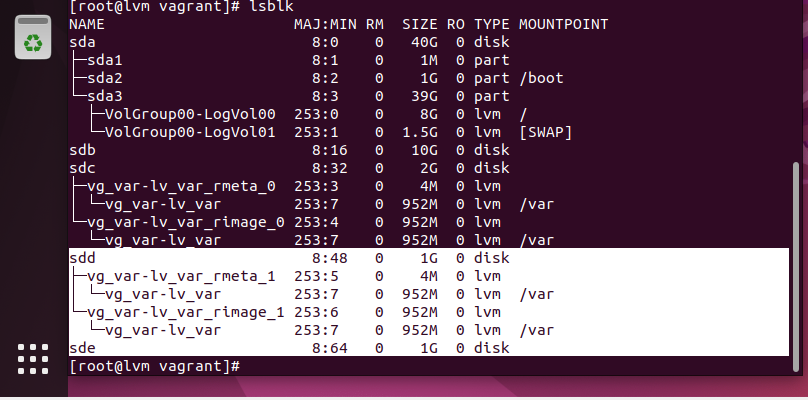 [root@lvm vagrant]# lsblk
NAME                     MAJ:MIN RM  SIZE RO TYPE MOUNTPOINT
sda                        8:0    0   40G  0 disk
├─sda1                     8:1    0    1M  0 part
├─sda2                     8:2    0    1G  0 part /boot
└─sda3                     8:3    0   39G  0 part
  ├─VolGroup00-LogVol00  253:0    0    8G  0 lvm  /
  └─VolGroup00-LogVol01  253:1    0  1.5G  0 lvm  [SWAP]
sdb                        8:16   0   10G  0 disk
sdc                        8:32   0    2G  0 disk
├─vg_var-lv_var_rmeta_0  253:3    0    4M  0 lvm
│ └─vg_var-lv_var        253:7    0  952M  0 lvm  /var
└─vg_var-lv_var_rimage_0 253:4    0  952M  0 lvm
  └─vg_var-lv_var        253:7    0  952M  0 lvm  /var
sdd                        8:48   0    1G  0 disk
├─vg_var-lv_var_rmeta_1  253:5    0    4M  0 lvm
│ └─vg_var-lv_var        253:7    0  952M  0 lvm  /var
└─vg_var-lv_var_rimage_1 253:6    0  952M  0 lvm
  └─vg_var-lv_var        253:7    0  952M  0 lvm  /var
sde                        8:64   0    1G  0 disk
[root@lvm vagrant]#